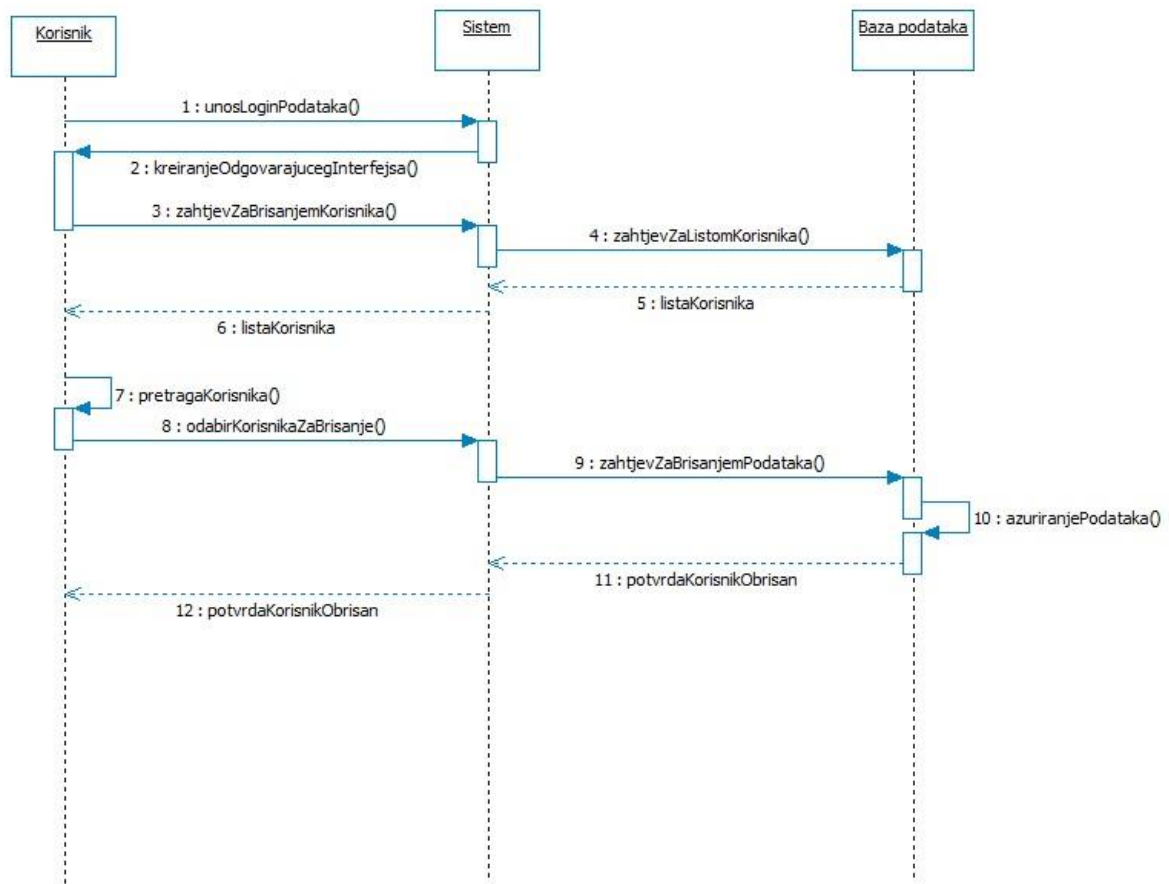 Korisnik
Sistem
Baza podataka
1 : unosLoginPodataka()
2 : kreiranjeOdgovarajucegInterfejsa()
3 : zahtjevZaBrisanjemKorisnika()
4 : zahtjevZaListomKorisnika()
5 : listaKorisnika
6 : listaKorisnika
7 : pretragaKorisnika()
8 : odabirKorisnikaZaBrisanje()
9 : zahtjevZaBrisanjemPodataka()
10 : azuriranjePodataka()
11 : potvrdaKorisnikObrisan
12 : potvrdaKorisnikObrisan